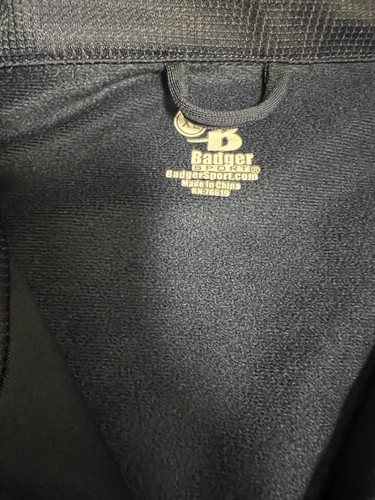 B
Badger
SPORT
BadgerSport.com
Made In China
RN:76619